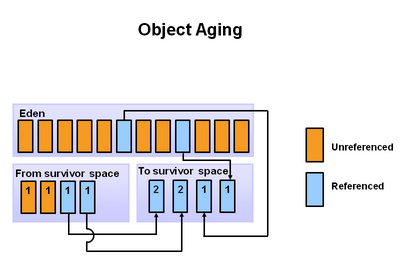 Object Aging
Eden
Unreferenced
From survivor space
To survivor space
Referenced
1 1 1 1
2 2 1 1